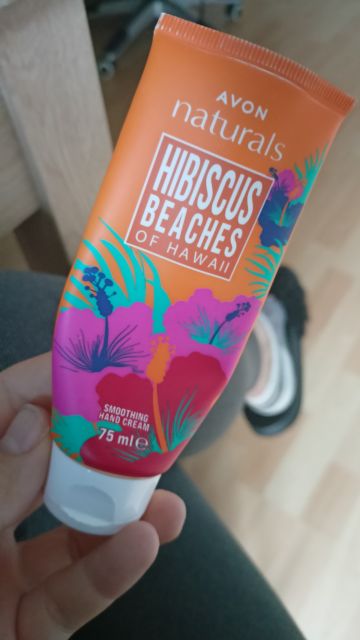 AVON
naturals
HIBISCUS
BEACHES
OF HAWAII
SMOOTHING
HAND CREAM
75 ml ℮